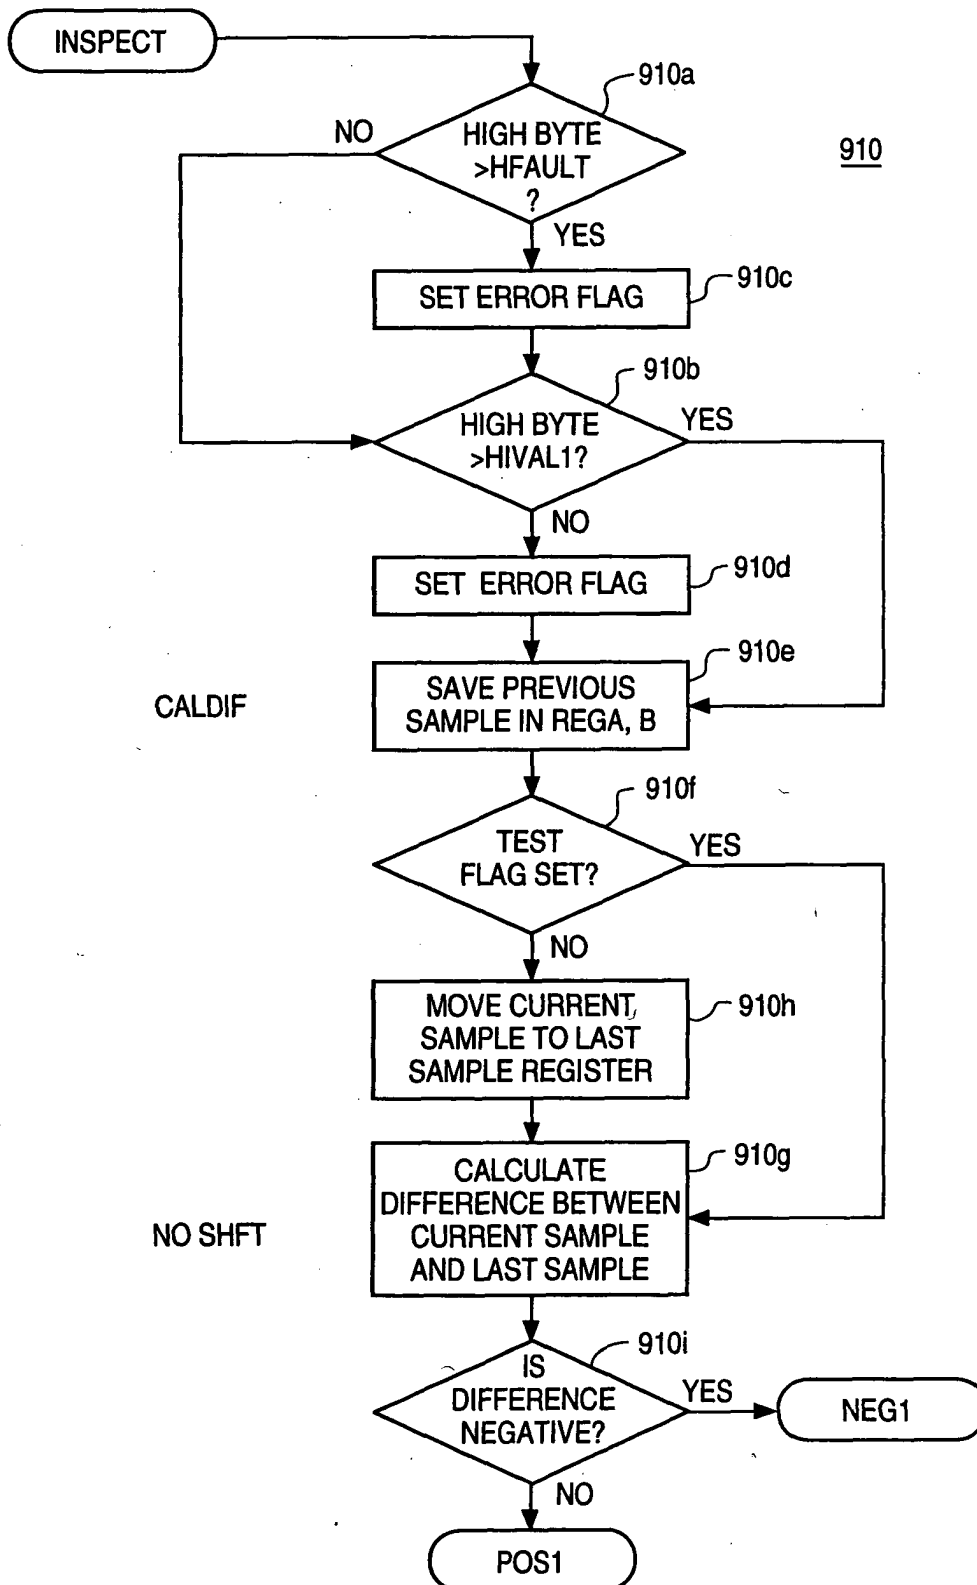 INSPECT
910a
NO
HIGH BYTE
>HFAULT
?
910
YES
910c
SET ERROR FLAG
910b
HIGH BYTE
>HIVAL1?
YES
NO
910d
SET ERROR FLAG
910e
CALDIF
SAVE PREVIOUS
SAMPLE IN REGA, B
910f
TEST
FLAG SET?
YES
NO
910h
MOVE CURRENT
SAMPLE TO LAST
SAMPLE REGISTER
910g
NO SHFT
CALCULATE
DIFFERENCE BETWEEN
CURRENT SAMPLE
AND LAST SAMPLE
910i
IS
DIFFERENCE
NEGATIVE?
YES
NEG1
NO
POS1